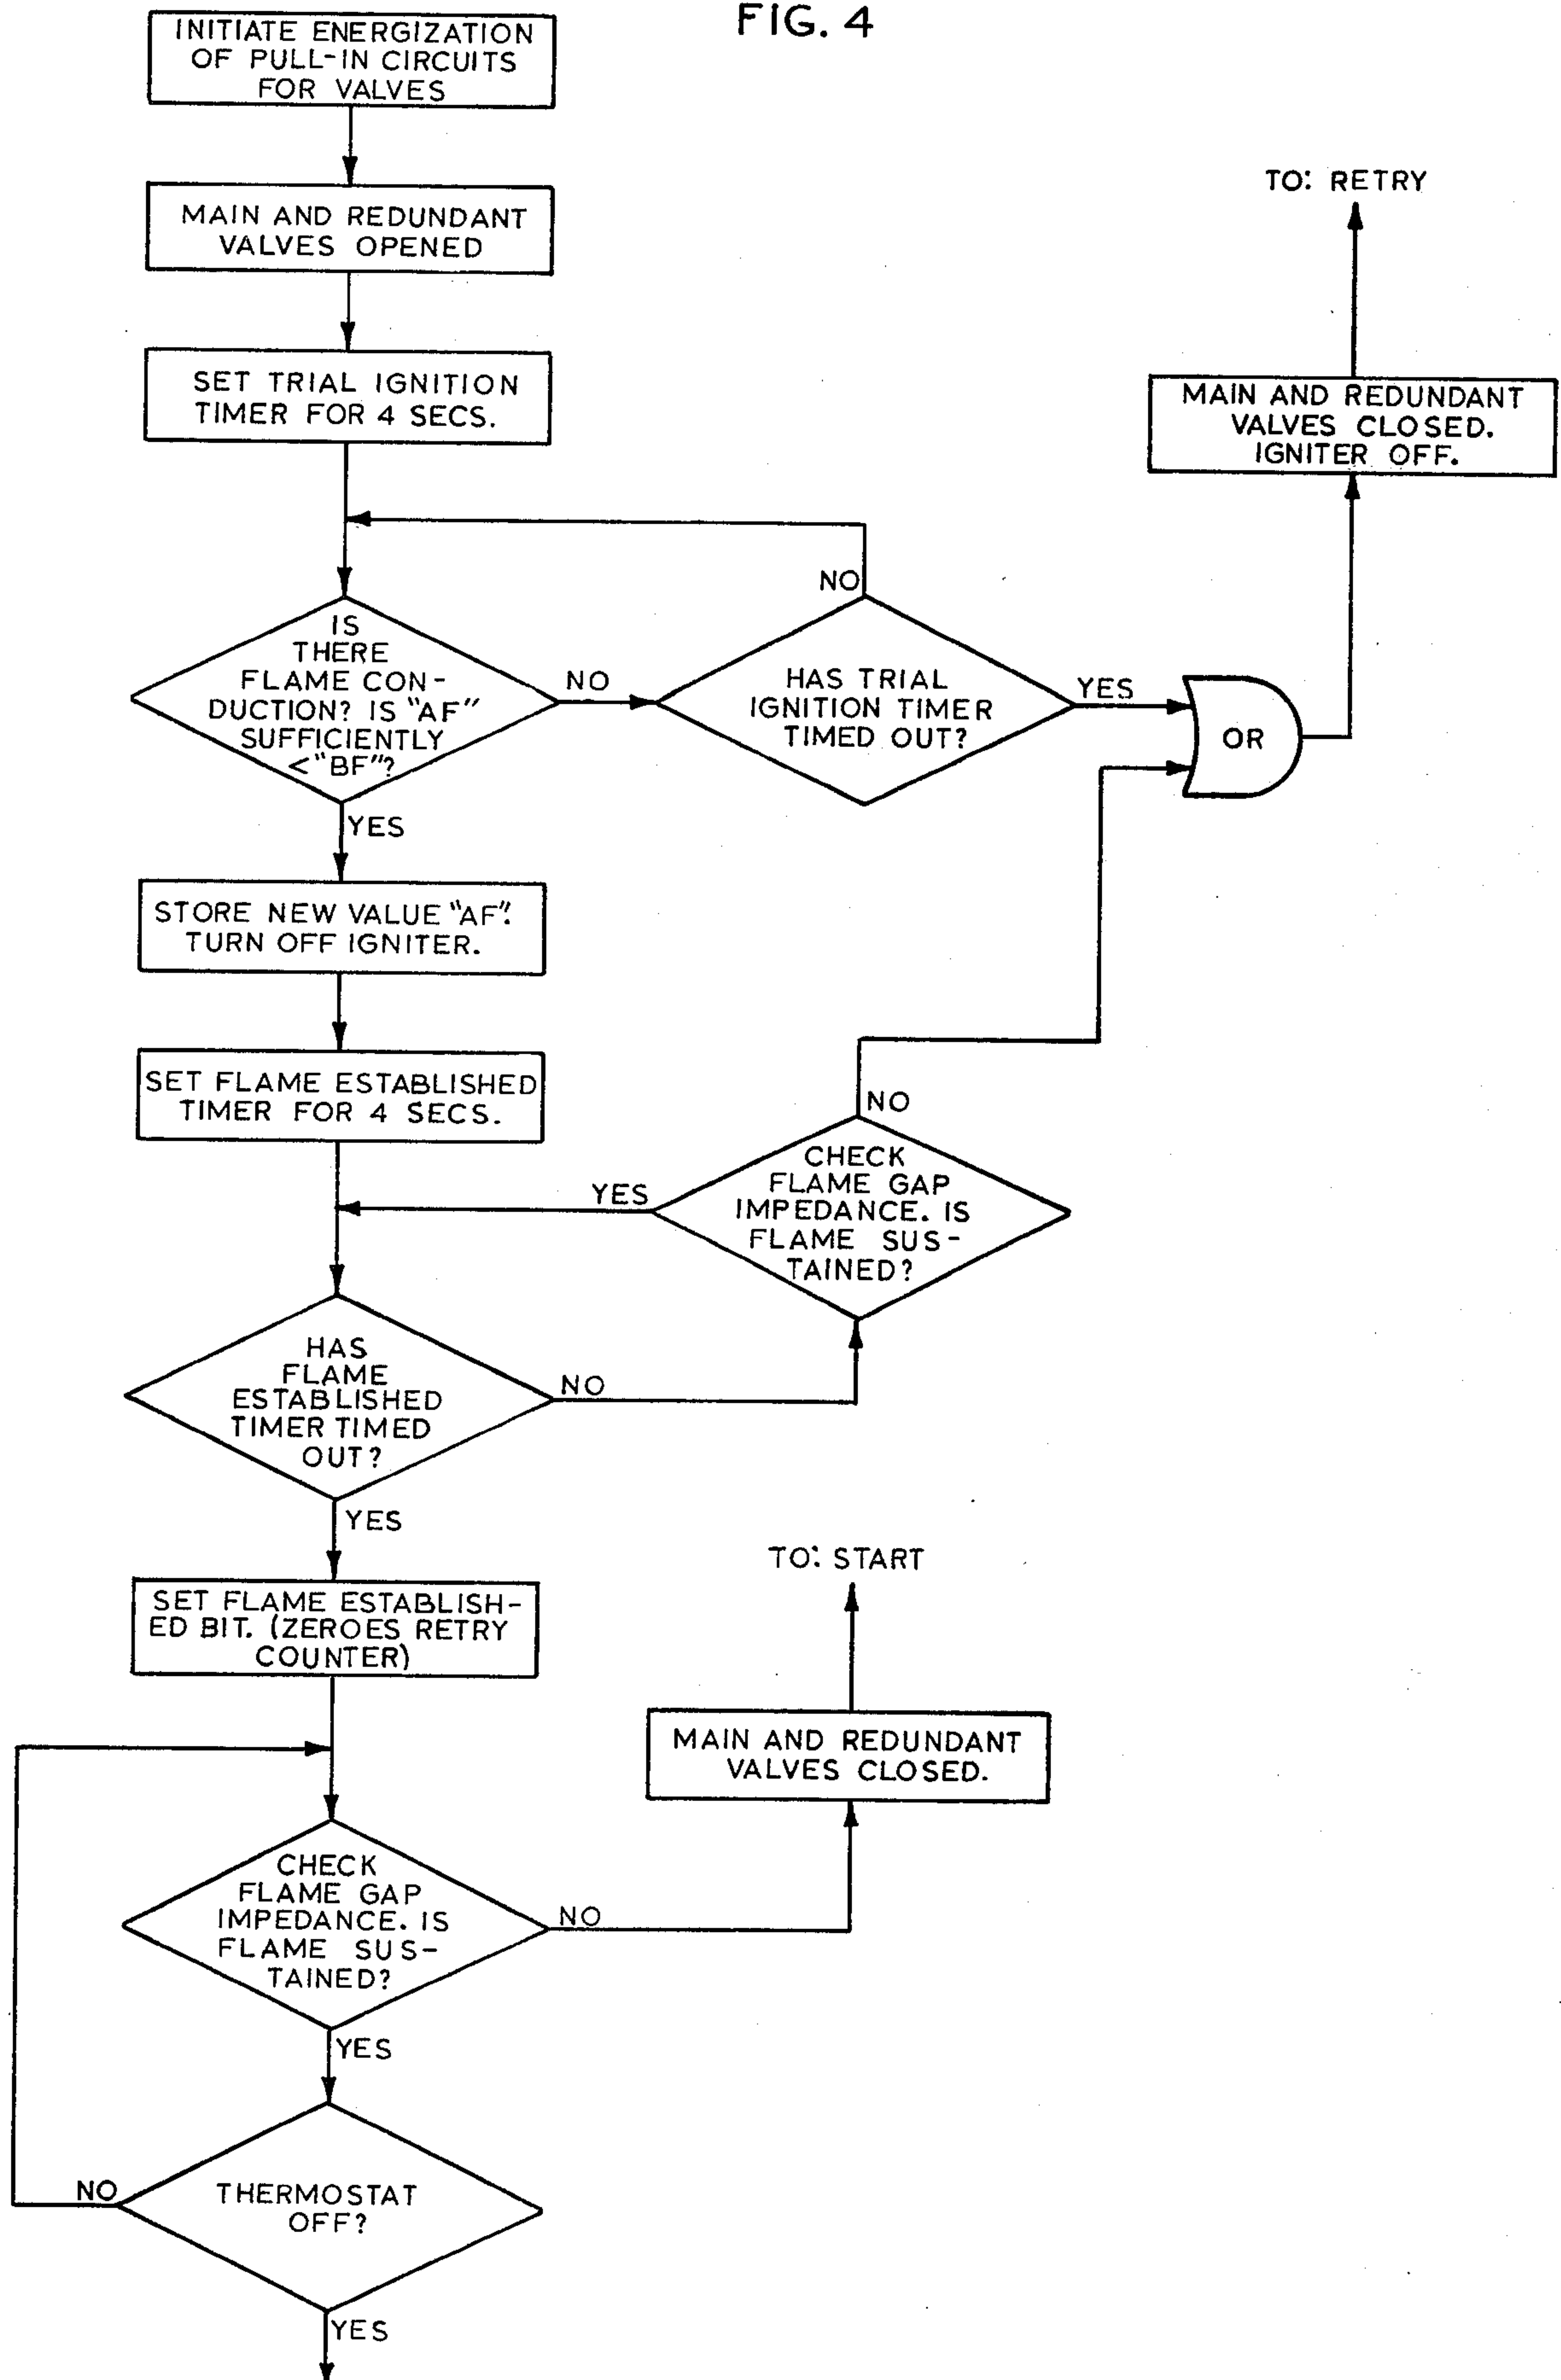 FIG. 4
INITIATE ENERGIZATION
OF PULL-IN CIRCUITS
FOR VALVES
MAIN AND REDUNDANT
VALVES OPENED
TO: RETRY
SET TRIAL IGNITION
TIMER FOR 4 SECS.
MAIN AND REDUNDANT
VALVES CLOSED.
IGNITER OFF.
NO
IS
THERE
FLAME CON-
DUCTION? IS "AF"
SUFFICIENTLY
<"BF"?
NO
HAS TRIAL
IGNITION TIMER
TIMED OUT?
YES
OR
YES
STORE NEW VALUE "AF".
TURN OFF IGNITER.
SET FLAME ESTABLISHED
TIMER FOR 4 SECS.
NO
CHECK
FLAME GAP
IMPEDANCE. IS
FLAME SUS-
TAINED?
YES
HAS
FLAME
ESTABLISHED
TIMER TIMED
OUT?
NO
YES
TO: START
SET FLAME ESTABLISH-
ED BIT. (ZEROES RETRY
COUNTER)
MAIN AND REDUNDANT
VALVES CLOSED.
CHECK
FLAME GAP
IMPEDANCE. IS
FLAME SUS-
TAINED?
NO
YES
NO
THERMOSTAT
OFF?
YES